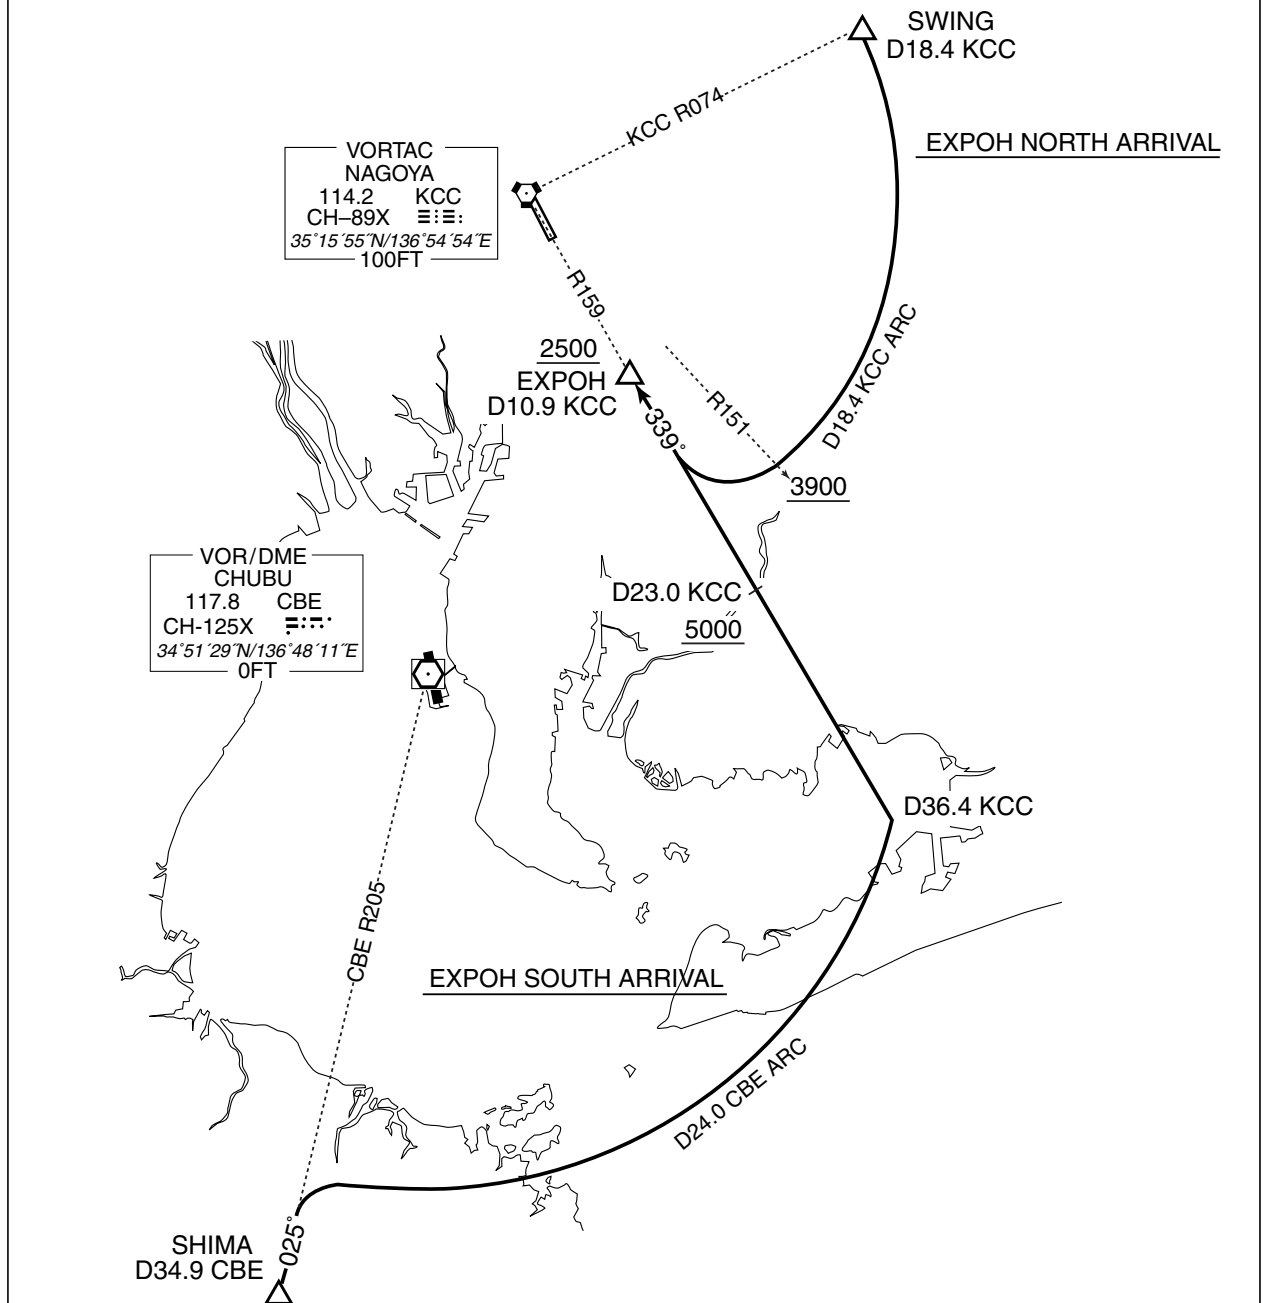 SWING
D18.4 KCC
KCC R074
EXPOH NORTH ARRIVAL
VORTAC
NAGOYA
114.2 KCC
CH–89X
35°15´55˝N/136°54´54˝E
100FT
R159
D18.4 KCC ARC
2500
EXPOH
D10.9 KCC
R151
339°
3900
VOR/DME
CHUBU
117.8 CBE
CH-125X
34°51´29˝N/136°48´11˝E
0FT
D23.0 KCC
5000
D36.4 KCC
CBE R205
EXPOH SOUTH ARRIVAL
D24.0 CBE ARC
025°
SHIMA
D34.9 CBE